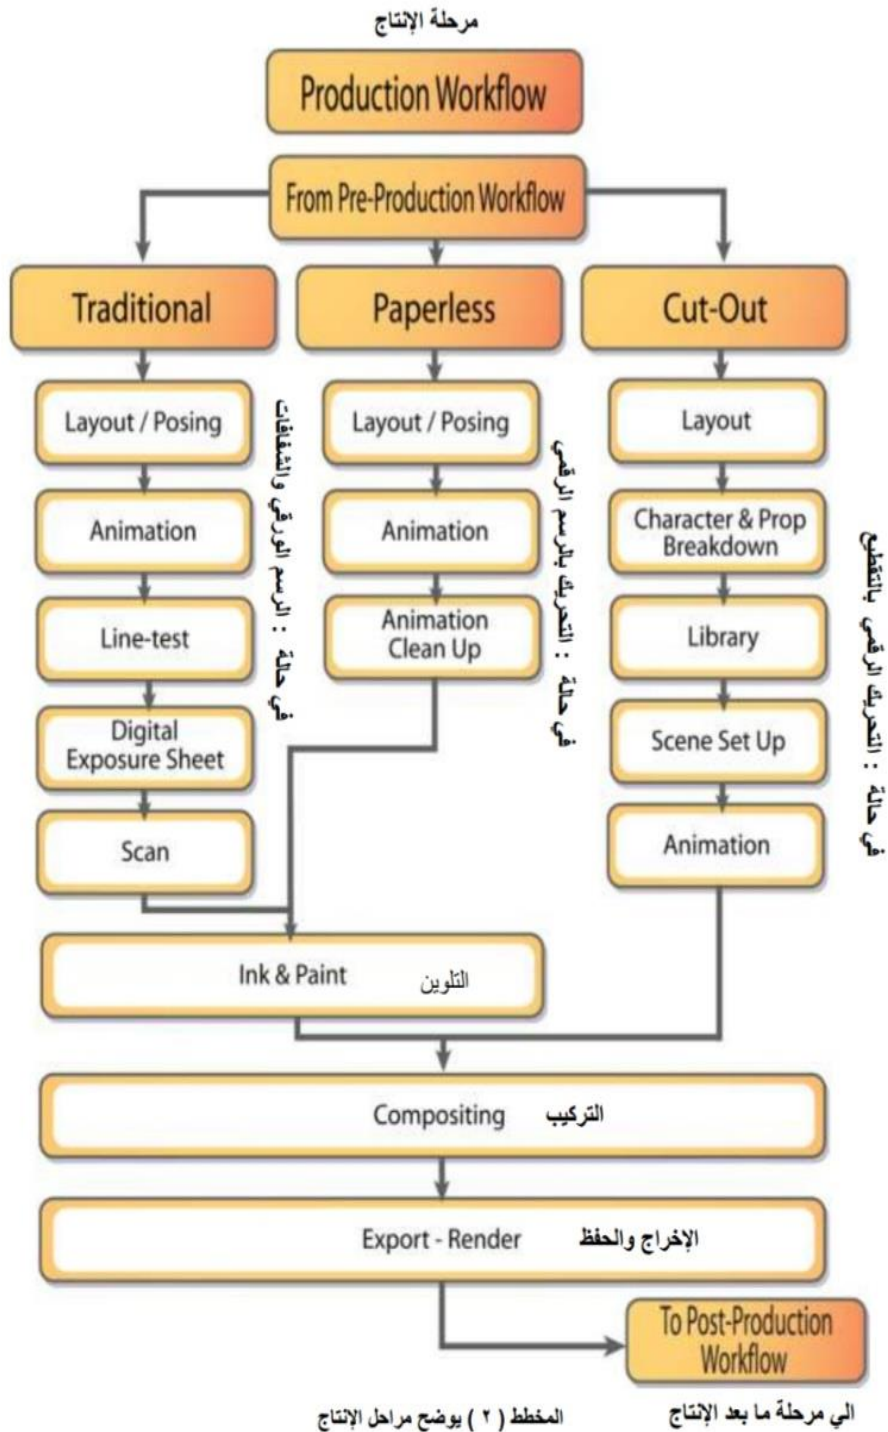 مرحلة الإنتاج
Production Workflow
From Pre-Production Workflow
Traditional
Paperless
Cut-Out
Layout / Posing
Animation
Line-test
Digital
Exposure Sheet
Scan
في حالة : الرسم الورقي والشفافات
Layout / Posing
Animation
Animation
Clean Up
في حالة : التحريك بالرسم الرقمي
Layout
Character & Prop
Breakdown
Library
Scene Set Up
Animation
في حالة : التحريك الرقمي بالتقطيع
Ink & Paint التلوين
Compositing التركيب
Export - Render الإخراج والحفظ
To Post-Production
Workflow
الي مرحلة ما بعد الإنتاج
المخطط ( ٢ ) يوضح مراحل الإنتاج